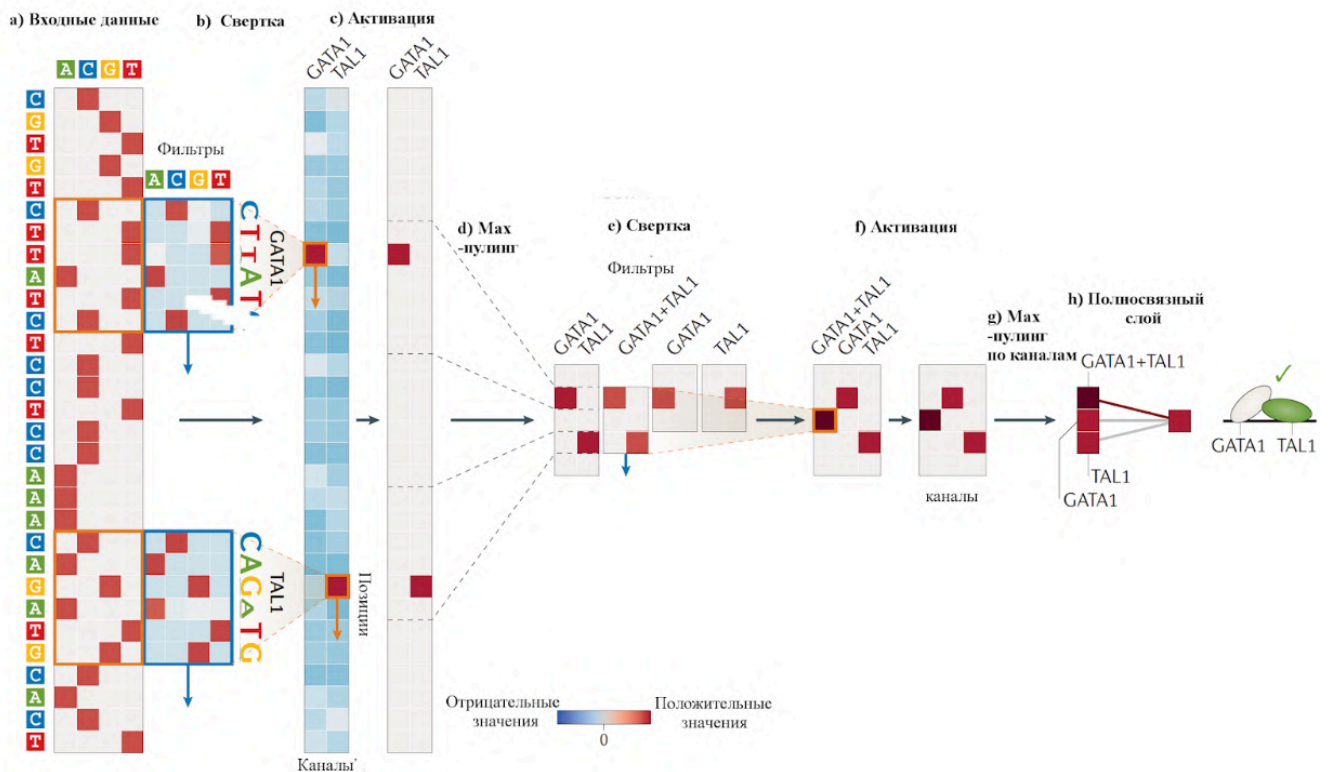 a) Входные данные
b) Свертка
c) Активация
GATA1
TAL1
GATA1
TAL1
A C G T
C
G
T
G
T
C
T
T
A
T
C
T
C
C
T
C
C
A
A
A
C
A
G
A
T
G
C
A
C
T
Фильтры
A C G T
CTTAT
GATA1
CAGATG
TAL1
Позиции
Каналы
d) Max
-пулинг
e) Свертка
Фильтры
GATA1
TAL1
GATA1+TAL1
GATA1
TAL1
f) Активация
GATA1+TAL1
GATA1
TAL1
каналы
g) Max
-пулинг
по каналам
h) Полносвязный
слой
GATA1+TAL1
TAL1
GATA1
✓
GATA1 TAL1
Отрицательные
значения
0
Положительные
значения